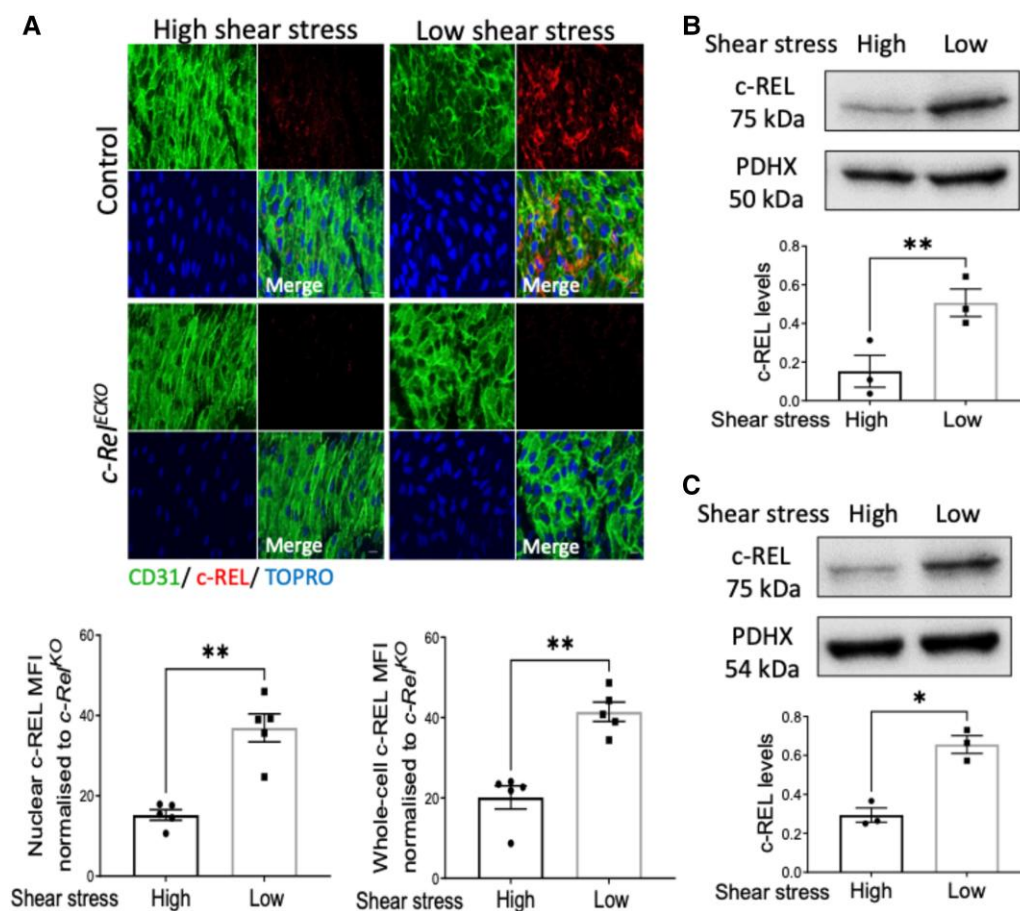 A
High shear stress
Low shear stress
Control
Merge
Merge
c-Rel^ECKO
Merge
Merge
CD31/ c-REL/ TOPRO
Nuclear c-REL MFI
normalised to c-Rel^KO
60
40
20
0
**
Shear stress
High
Low
Whole-cell c-REL MFI
normalised to c-Rel^KO
60
40
20
0
**
Shear stress
High
Low
B
Shear stress High Low
c-REL
75 kDa
PDHX
50 kDa
c-REL levels
0.8
0.6
0.4
0.2
0.0
**
Shear stress High Low
C
Shear stress High Low
c-REL
75 kDa
PDHX
54 kDa
c-REL levels
0.8
0.6
0.4
0.2
0.0
*
Shear stress High Low